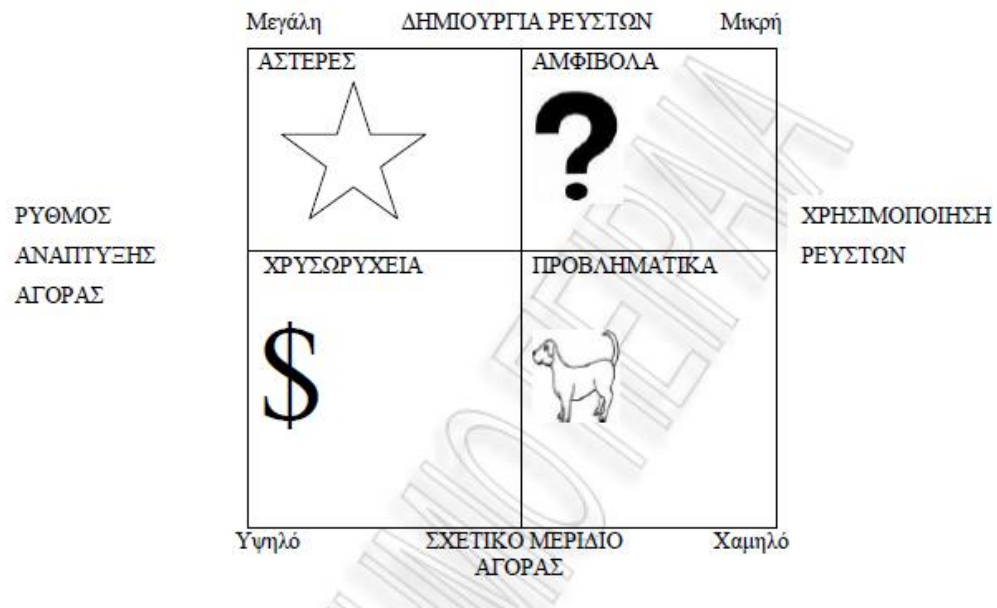 Μεγάλη ΔΗΜΙΟΥΡΓΙΑ ΡΕΥΣΤΩΝ Μικρή
ΑΣΤΕΡΕΣ ΑΜΦΙΒΟΛΑ
?
ΡΥΘΜΟΣ
ΑΝΑΠΤΥΞΗΣ
ΑΓΟΡΑΣ
ΧΡΗΣΙΜΟΠΟΙΗΣΗ
ΡΕΥΣΤΩΝ
ΧΡΥΣΩΡΥΧΕΙΑ ΠΡΟΒΛΗΜΑΤΙΚΑ
$
Υψηλό ΣΧΕΤΙΚΟ ΜΕΡΙΔΙΟ Χαμηλό
ΑΓΟΡΑΣ